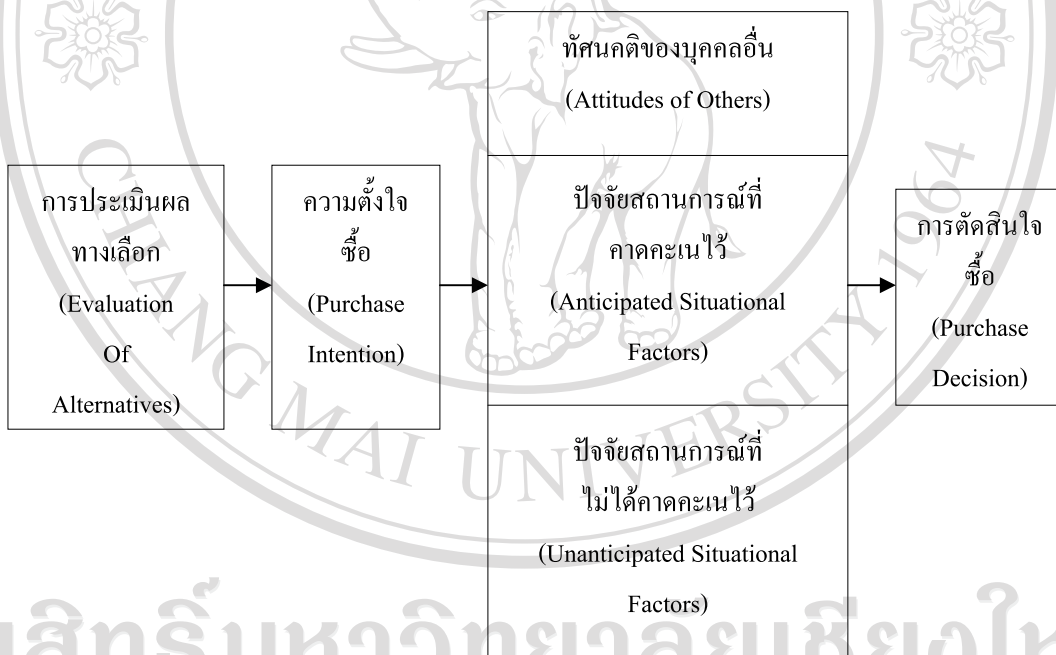 การประเมินผล
ทางเลือก
(Evaluation
Of
Alternatives)
ความตั้งใจ
ซื้อ
(Purchase
Intention)
ทัศนคติของบุคคลอื่น
(Attitudes of Others)
ปัจจัยสถานการณ์ที่
คาดคะเนไว้
(Anticipated Situational
Factors)
ปัจจัยสถานการณ์ที่
ไม่ได้คาดคะเนไว้
(Unanticipated Situational
Factors)
การตัดสินใจ
ซื้อ
(Purchase
Decision)
CHIANG MAI UNIVERSITY 1964